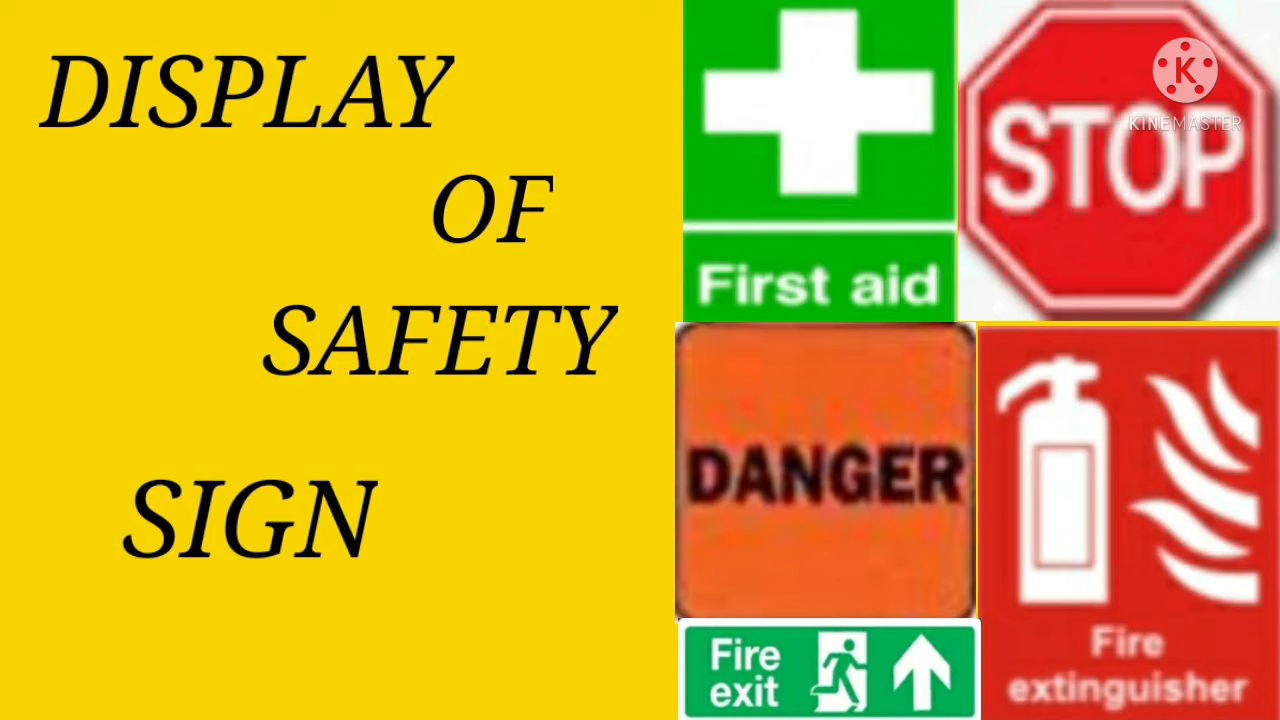 DISPLAY
OF
SAFETY
SIGN
First aid
STOP
K
KINEMASTER
DANGER
Fire
extinguisher
Fire
exit